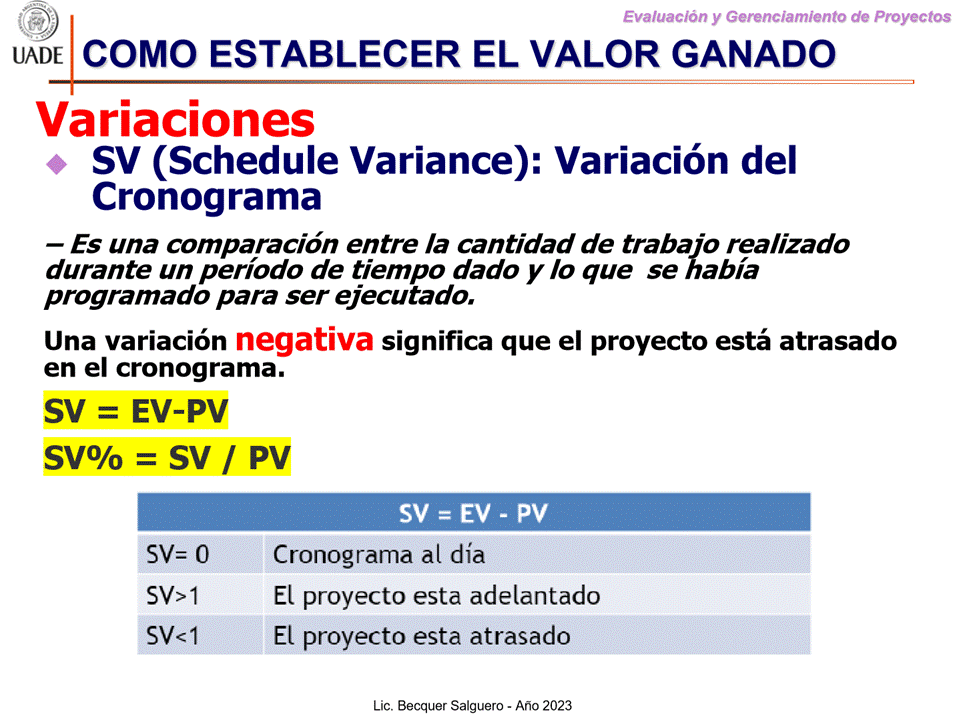 Evaluación y Gerenciamiento de Proyectos
UADE
COMO ESTABLECER EL VALOR GANADO
Variaciones
SV (Schedule Variance): Variación del
Cronograma
– Es una comparación entre la cantidad de trabajo realizado
durante un período de tiempo dado y lo que se había
programado para ser ejecutado.
Una variación negativa significa que el proyecto está atrasado
en el cronograma.
SV = EV-PV
SV% = SV / PV
SV = EV - PV
SV= 0 Cronograma al día
SV>1 El proyecto esta adelantado
SV<1 El proyecto esta atrasado
Lic. Becquer Salguero - Año 2023